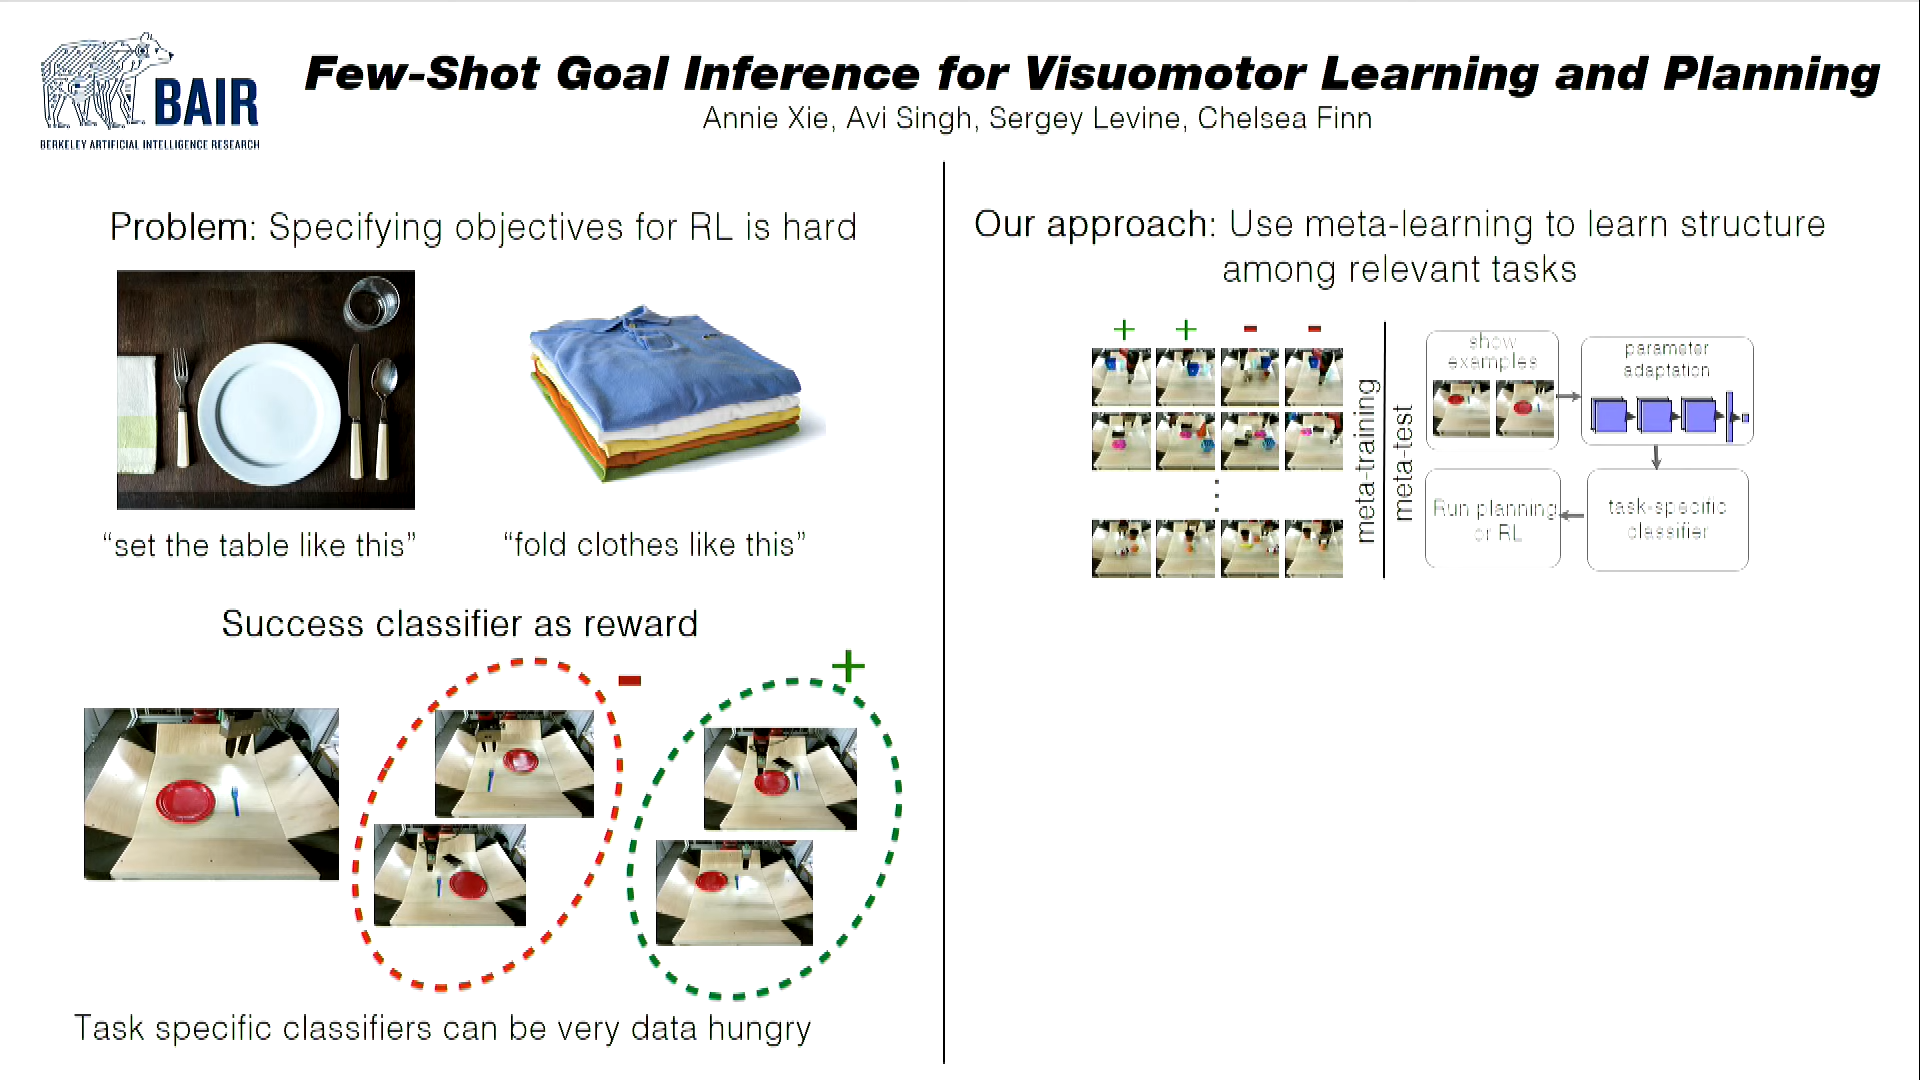 BAIR
BERKELEY ARTIFICIAL INTELLIGENCE RESEARCH
Few-Shot Goal Inference for Visuomotor Learning and Planning
Annie Xie, Avi Singh, Sergey Levine, Chelsea Finn
Problem: Specifying objectives for RL is hard
“set the table like this”
“fold clothes like this”
Success classifier as reward
-
+
Task specific classifiers can be very data hungry
Our approach: Use meta-learning to learn structure
among relevant tasks
+ + - -
meta-training
meta-test
show
examples
parameter
adaptation
task-specific
classifier
Run planning
or RL